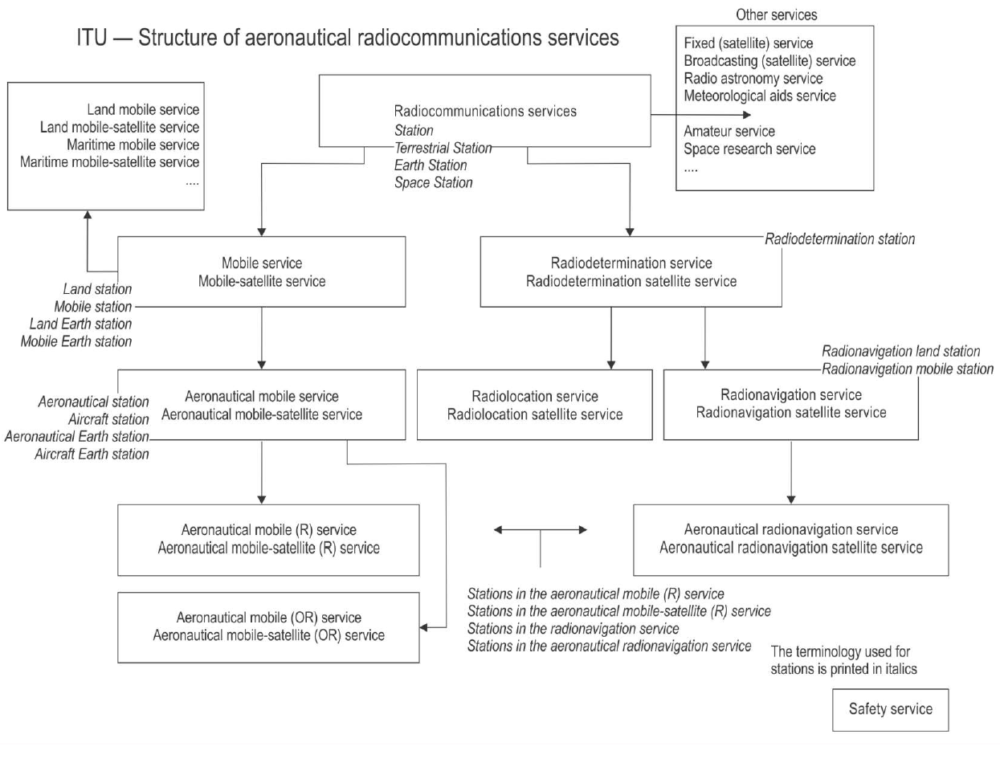 ITU — Structure of aeronautical radiocommunications services
Other services
Fixed (satellite) service
Broadcasting (satellite) service
Radio astronomy service
Meteorological aids service
Amateur service
Space research service
....
Land mobile service
Land mobile-satellite service
Maritime mobile service
Maritime mobile-satellite service
....
Radiocommunications services
Station
Terrestrial Station
Earth Station
Space Station
Mobile service
Mobile-satellite service
Land station
Mobile station
Land Earth station
Mobile Earth station
Radiodetermination service
Radiodetermination satellite service
Radiodetermination station
Aeronautical mobile service
Aeronautical mobile-satellite service
Aeronautical station
Aircraft station
Aeronautical Earth station
Aircraft Earth station
Radiolocation service
Radiolocation satellite service
Radionavigation land station
Radionavigation mobile station
Radionavigation service
Radionavigation satellite service
Aeronautical mobile (R) service
Aeronautical mobile-satellite (R) service
Aeronautical radionavigation service
Aeronautical radionavigation satellite service
Aeronautical mobile (OR) service
Aeronautical mobile-satellite (OR) service
Stations in the aeronautical mobile (R) service
Stations in the aeronautical mobile-satellite (R) service
Stations in the radionavigation service
Stations in the aeronautical radionavigation service
The terminology used for
stations is printed in italics
Safety service